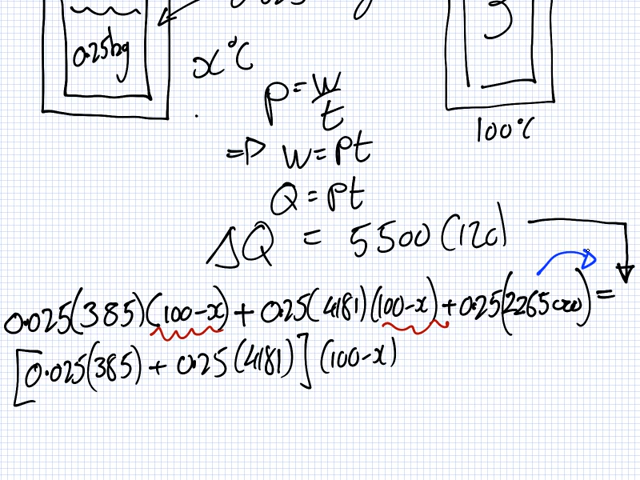 0.25kg
x°C
100°C
P=W/t
=> W=Pt
Q=Pt
ΔQ = 5500(120)
0.025(385)(100-x)+0.25(4181)(100-x)+0.25(2265000)=
[0.025(385)+0.25(4181)](100-x)